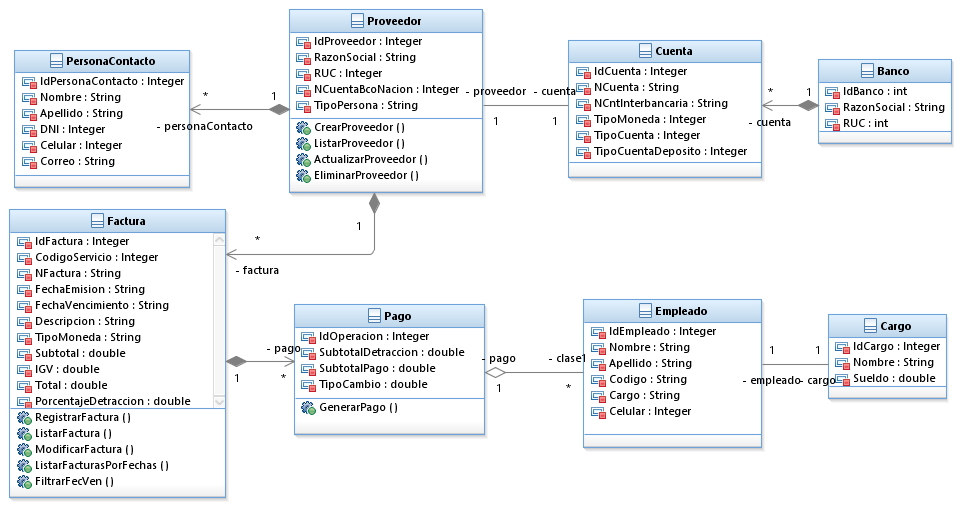 PersonaContacto
IdPersonaContacto : Integer
Nombre : String
Apellido : String
DNI : Integer
Celular : Integer
Correo : String
*
1
- personaContacto
Proveedor
IdProveedor : Integer
RazonSocial : String
RUC : Integer
NCuentaBcoNacion : Integer
TipoPersona : String
CrearProveedor ( )
ListarProveedor ( )
ActualizarProveedor ( )
EliminarProveedor ( )
- proveedor
- cuenta
1
1
Cuenta
IdCuenta : Integer
NCuenta : String
NCntInterbancaria : String
TipoMoneda : Integer
TipoCuenta : Integer
TipoCuentaDeposito : Integer
*
1
- cuenta
Banco
IdBanco : int
RazonSocial : String
RUC : int
1
*
- factura
Factura
IdFactura : Integer
CodigoServicio : Integer
NFactura : String
FechaEmision : String
FechaVencimiento : String
Descripcion : String
TipoMoneda : String
Subtotal : double
IGV : double
Total : double
PorcentajeDetraccion : double
RegistrarFactura ( )
ListarFactura ( )
ModificarFactura ( )
ListarFacturasPorFechas ( )
FiltrarFecVen ( )
- pago
1
*
Pago
IdOperacion : Integer
SubtotalDetraccion : double
SubtotalPago : double
TipoCambio : double
GenerarPago ( )
- pago
- clase1
1
*
Empleado
IdEmpleado : Integer
Nombre : String
Apellido : String
Codigo : String
Cargo : String
Celular : Integer
1
1
- empleado
- cargo
Cargo
IdCargo : Integer
Nombre : String
Sueldo : double